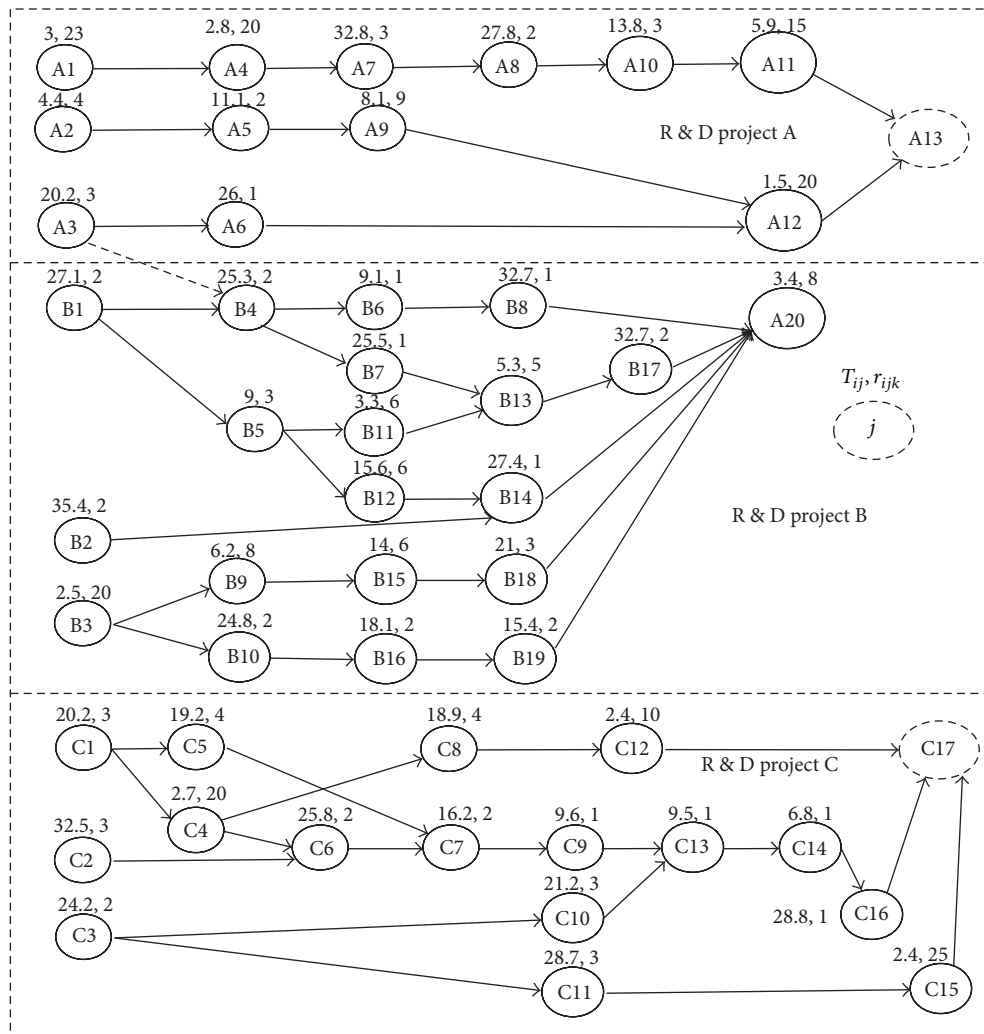 3, 23
2.8, 20
32.8, 3
27.8, 2
13.8, 3
5.9, 15
A1
A4
A7
A8
A10
A11
4.4, 4
11.1, 2
8.1, 9
A2
A5
A9
R & D project A
A13
20.2, 3
26, 1
1.5, 20
A3
A6
A12
27.1, 2
25.3, 2
9.1, 1
32.7, 1
3.4, 8
B1
B4
B6
B8
A20
25.5, 1
32.7, 2
B7
5.3, 5
B17
T_ij, r_ijk
9, 3
3.3, 6
B13
B5
B11
j
15.6, 6
27.4, 1
B12
B14
35.4, 2
R & D project B
B2
6.2, 8
14, 6
21, 3
2.5, 20
B9
B15
B18
B3
24.8, 2
18.1, 2
15.4, 2
B10
B16
B19
20.2, 3
19.2, 4
18.9, 4
2.4, 10
C1
C5
C8
C12
C17
R & D project C
2.7, 20
25.8, 2
16.2, 2
9.6, 1
9.5, 1
6.8, 1
32.5, 3
C4
C2
C6
C7
C9
C13
C14
24.2, 2
21.2, 3
C3
C10
28.8, 1
C16
28.7, 3
2.4, 25
C11
C15